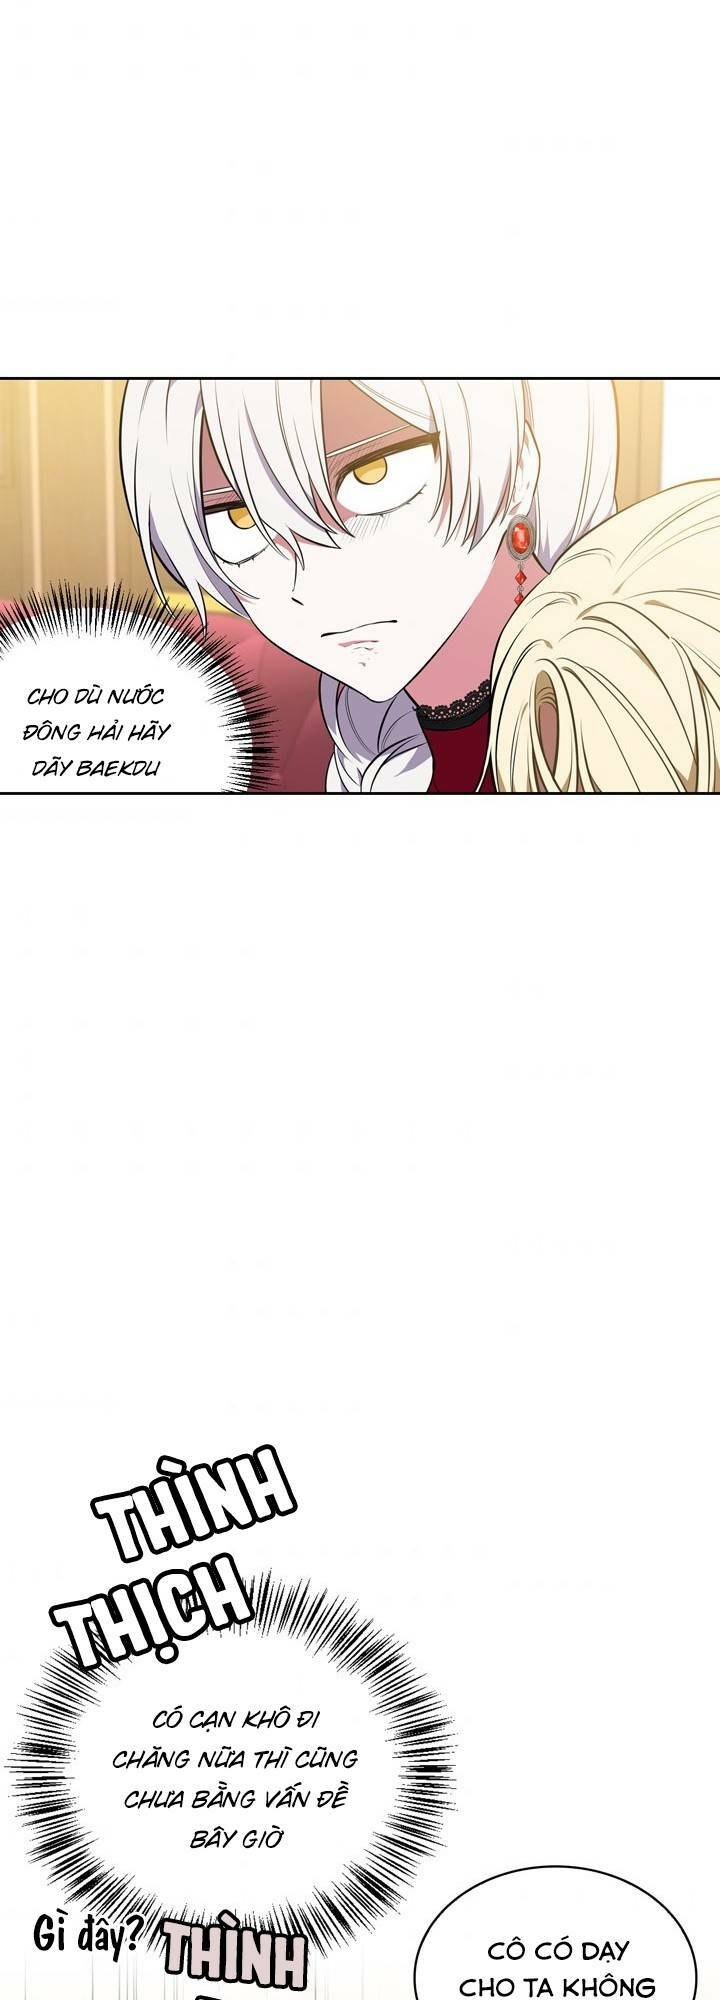 CHO DÙ NƯỚC
ĐÔNG HẢI HÃY
DÃY BAEKDU
THÌNH
THỊCH
CÓ CẠN KHÔ ĐI
CHĂNG NỮA THÌ CŨNG
CHƯA BẰNG VẤN ĐỀ
BÂY GIỜ
Gì đây?
THÌNH
CÔ CÓ DẠY
CHO TA KHÔNG